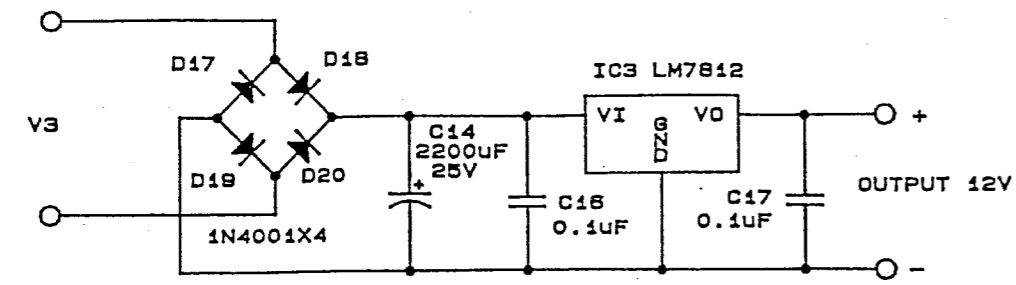 D17
D18
V3
D19
D20
1N4001X4
C14
2200uF
25V
+
C16
0.1uF
IC3 LM7812
VI
GND
VO
C17
0.1uF
+
OUTPUT 12V
-